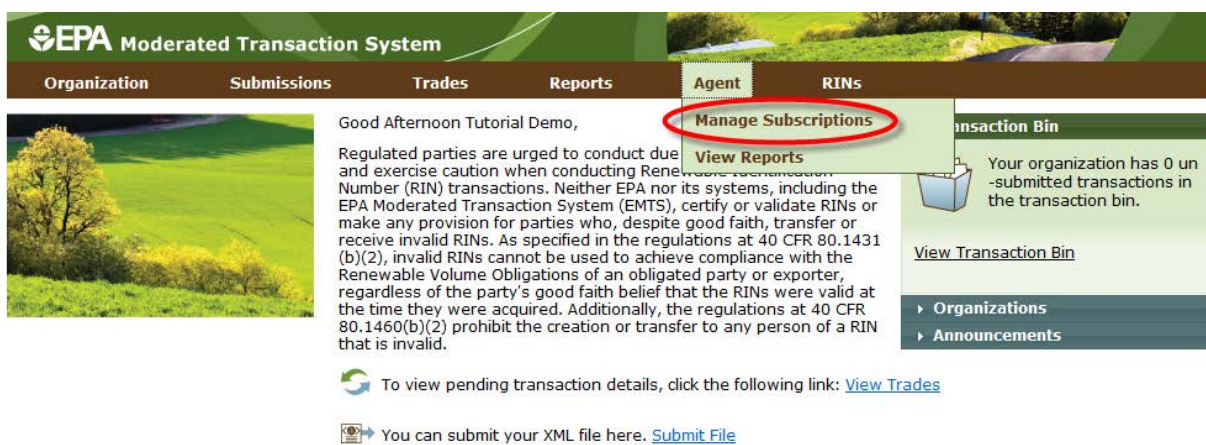 EPA Moderated Transaction System
Organization Submissions Trades Reports Agent RINs
Manage Subscriptions
View Reports
Good Afternoon Tutorial Demo,
Regulated parties are urged to conduct due
and exercise caution when conducting Renewable Identification
Number (RIN) transactions. Neither EPA nor its systems, including the
EPA Moderated Transaction System (EMTS), certify or validate RINs or
make any provision for parties who, despite good faith, transfer or
receive invalid RINs. As specified in the regulations at 40 CFR 80.1431
(b)(2), invalid RINs cannot be used to achieve compliance with the
Renewable Volume Obligations of an obligated party or exporter,
regardless of the party's good faith belief that the RINs were valid at
the time they were acquired. Additionally, the regulations at 40 CFR
80.1460(b)(2) prohibit the creation or transfer to any person of a RIN
that is invalid.
To view pending transaction details, click the following link: View Trades
You can submit your XML file here. Submit File
ansaction Bin
Your organization has 0 un
-submitted transactions in
the transaction bin.
View Transaction Bin
Organizations
Announcements